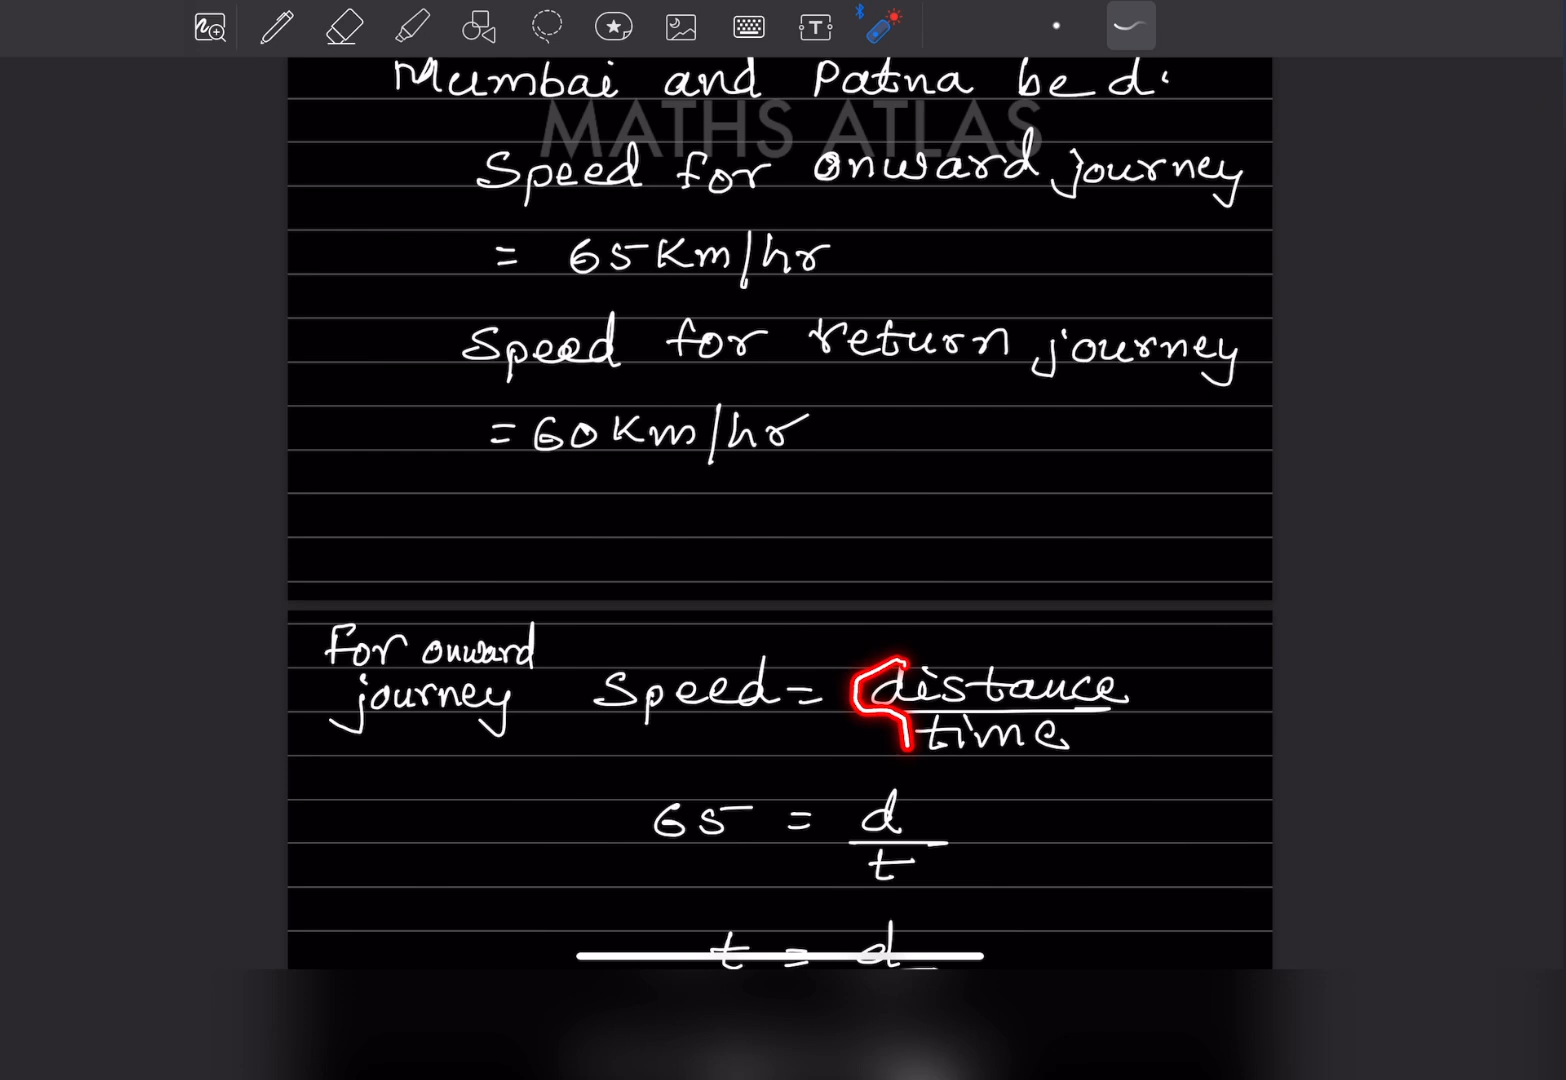 Mumbai and Patna be d.
MATHS ATLAS
Speed for onward journey
= 65 Km/hr
Speed for return journey
= 60 Km/hr
For onward
journey Speed = distance
time
65 = d
t
t = d